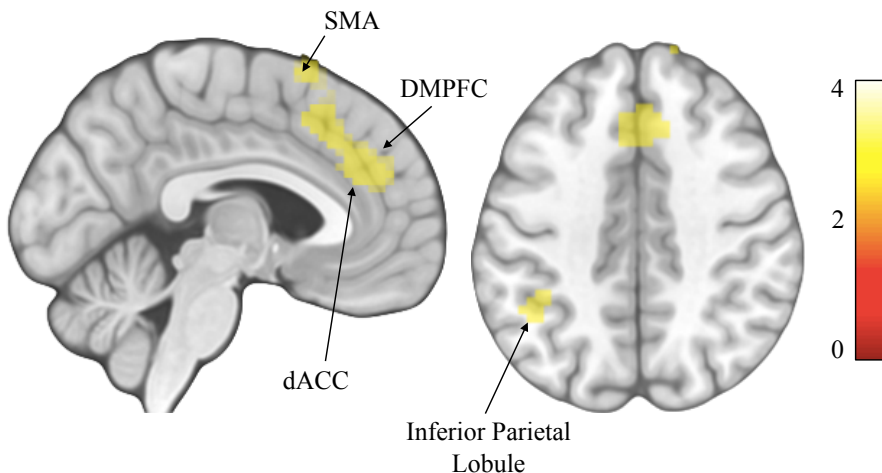 SMA
DMPFC
dACC
Inferior Parietal
Lobule
4
2
0